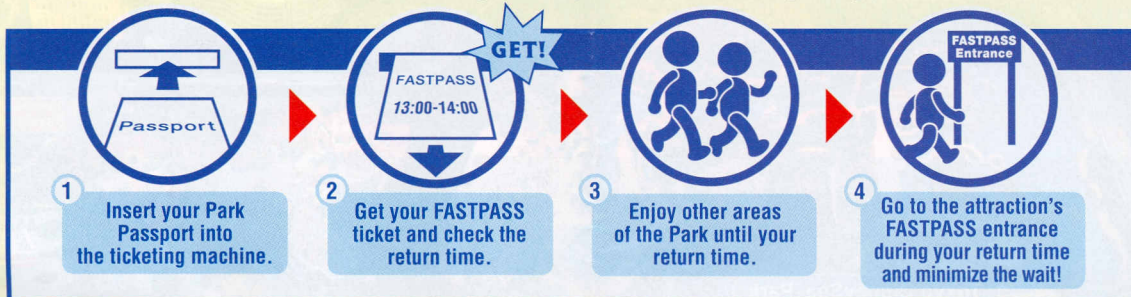 Passport
1
Insert your Park
Passport into
the ticketing machine.
GET!
FASTPASS
13:00-14:00
2
Get your FASTPASS
ticket and check the
return time.
3
Enjoy other areas
of the Park until your
return time.
FASTPASS
Entrance
4
Go to the attraction's
FASTPASS entrance
during your return time
and minimize the wait!